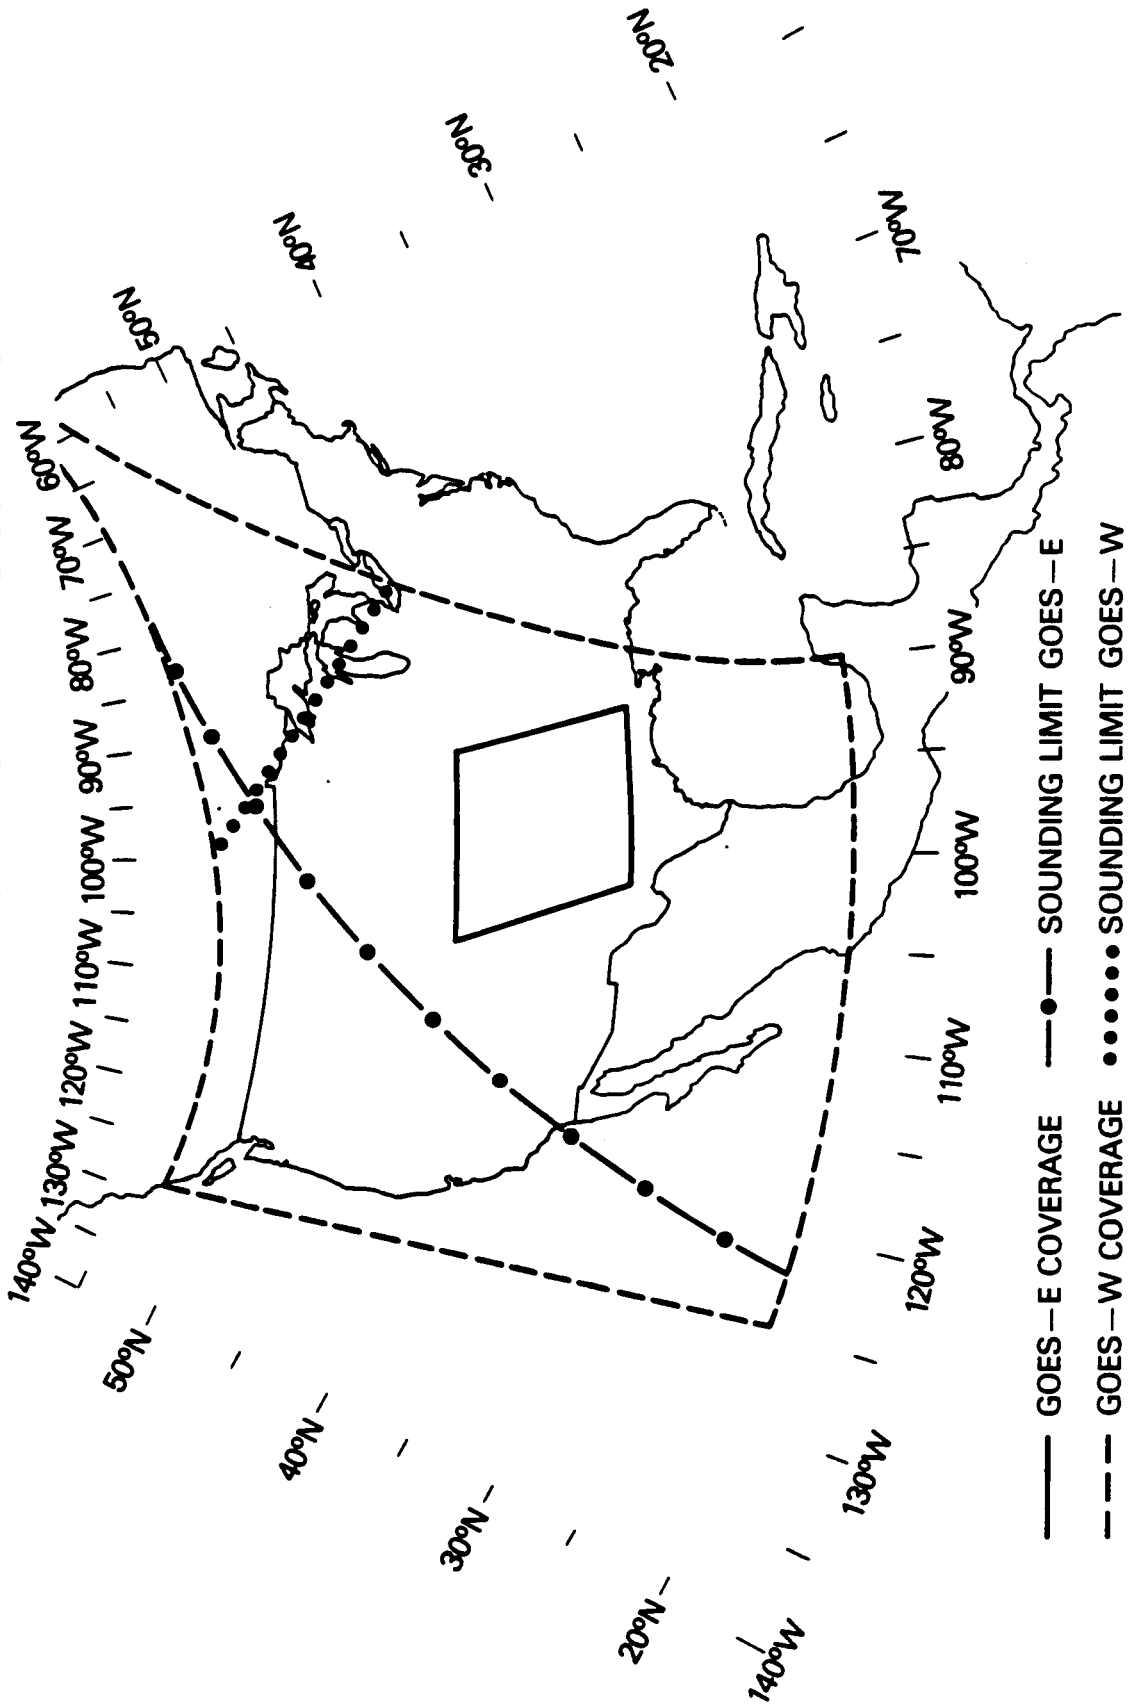 140°W
130°W
120°W
110°W
100°W
90°W
80°W
70°W
60°W
50°N
40°N
30°N
20°N
50°N
40°N
30°N
20°N
140°W
130°W
120°W
110°W
100°W
90°W
80°W
70°W
GOES–E COVERAGE
SOUNDING LIMIT GOES–E
GOES–W COVERAGE
SOUNDING LIMIT GOES–W